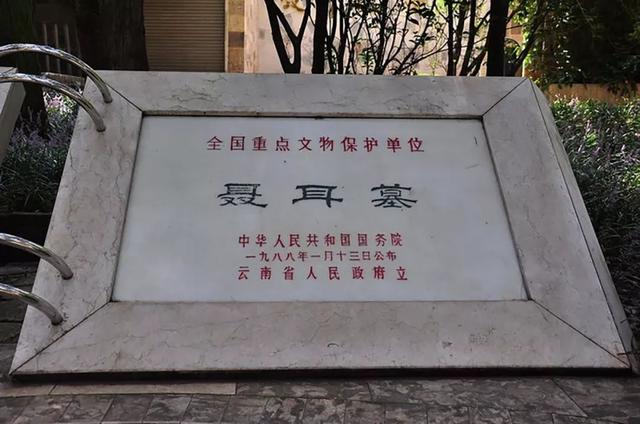 全国重点文物保护单位
聂耳墓
中华人民共和国国务院
一九八八年一月十三日公布
云南省人民政府立